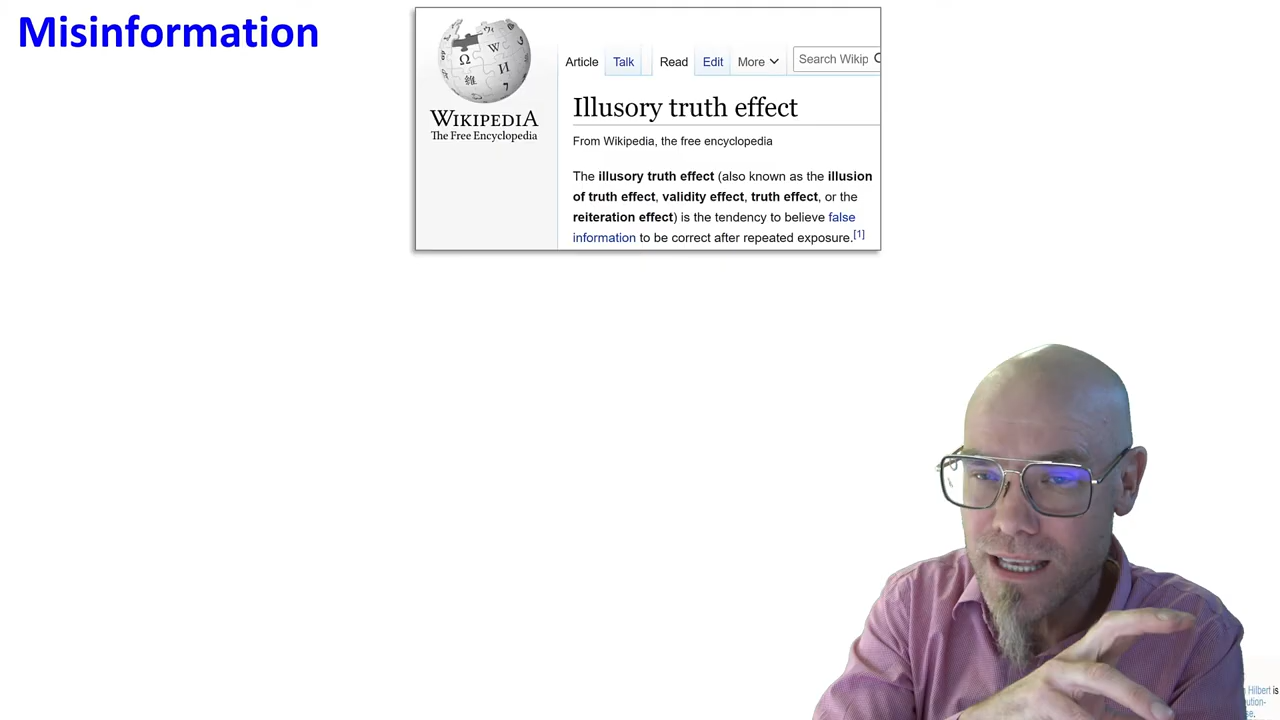 Misinformation
WIKIPEDIA
The Free Encyclopedia
Article Talk Read Edit More Search Wikip
Illusory truth effect
From Wikipedia, the free encyclopedia
The illusory truth effect (also known as the illusion
of truth effect, validity effect, truth effect, or the
reiteration effect) is the tendency to believe false
information to be correct after repeated exposure.[1]
Hilbert is